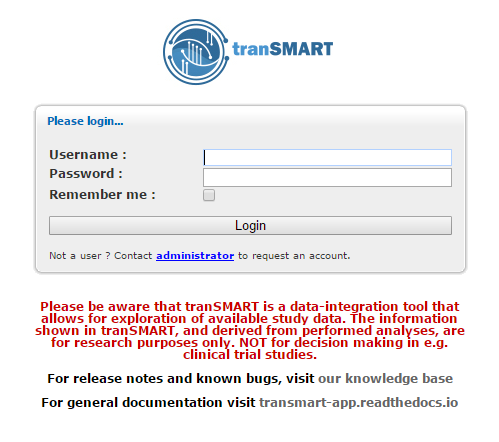 tranSMART
Please login...
Username :
Password :
Remember me :
Login
Not a user ? Contact administrator to request an account.
Please be aware that tranSMART is a data-integration tool that
allows for exploration of available study data. The information
shown in tranSMART, and derived from performed analyses, are
for research purposes only. NOT for decision making in e.g.
clinical trial studies.
For release notes and known bugs, visit our knowledge base
For general documentation visit transmart-app.readthedocs.io